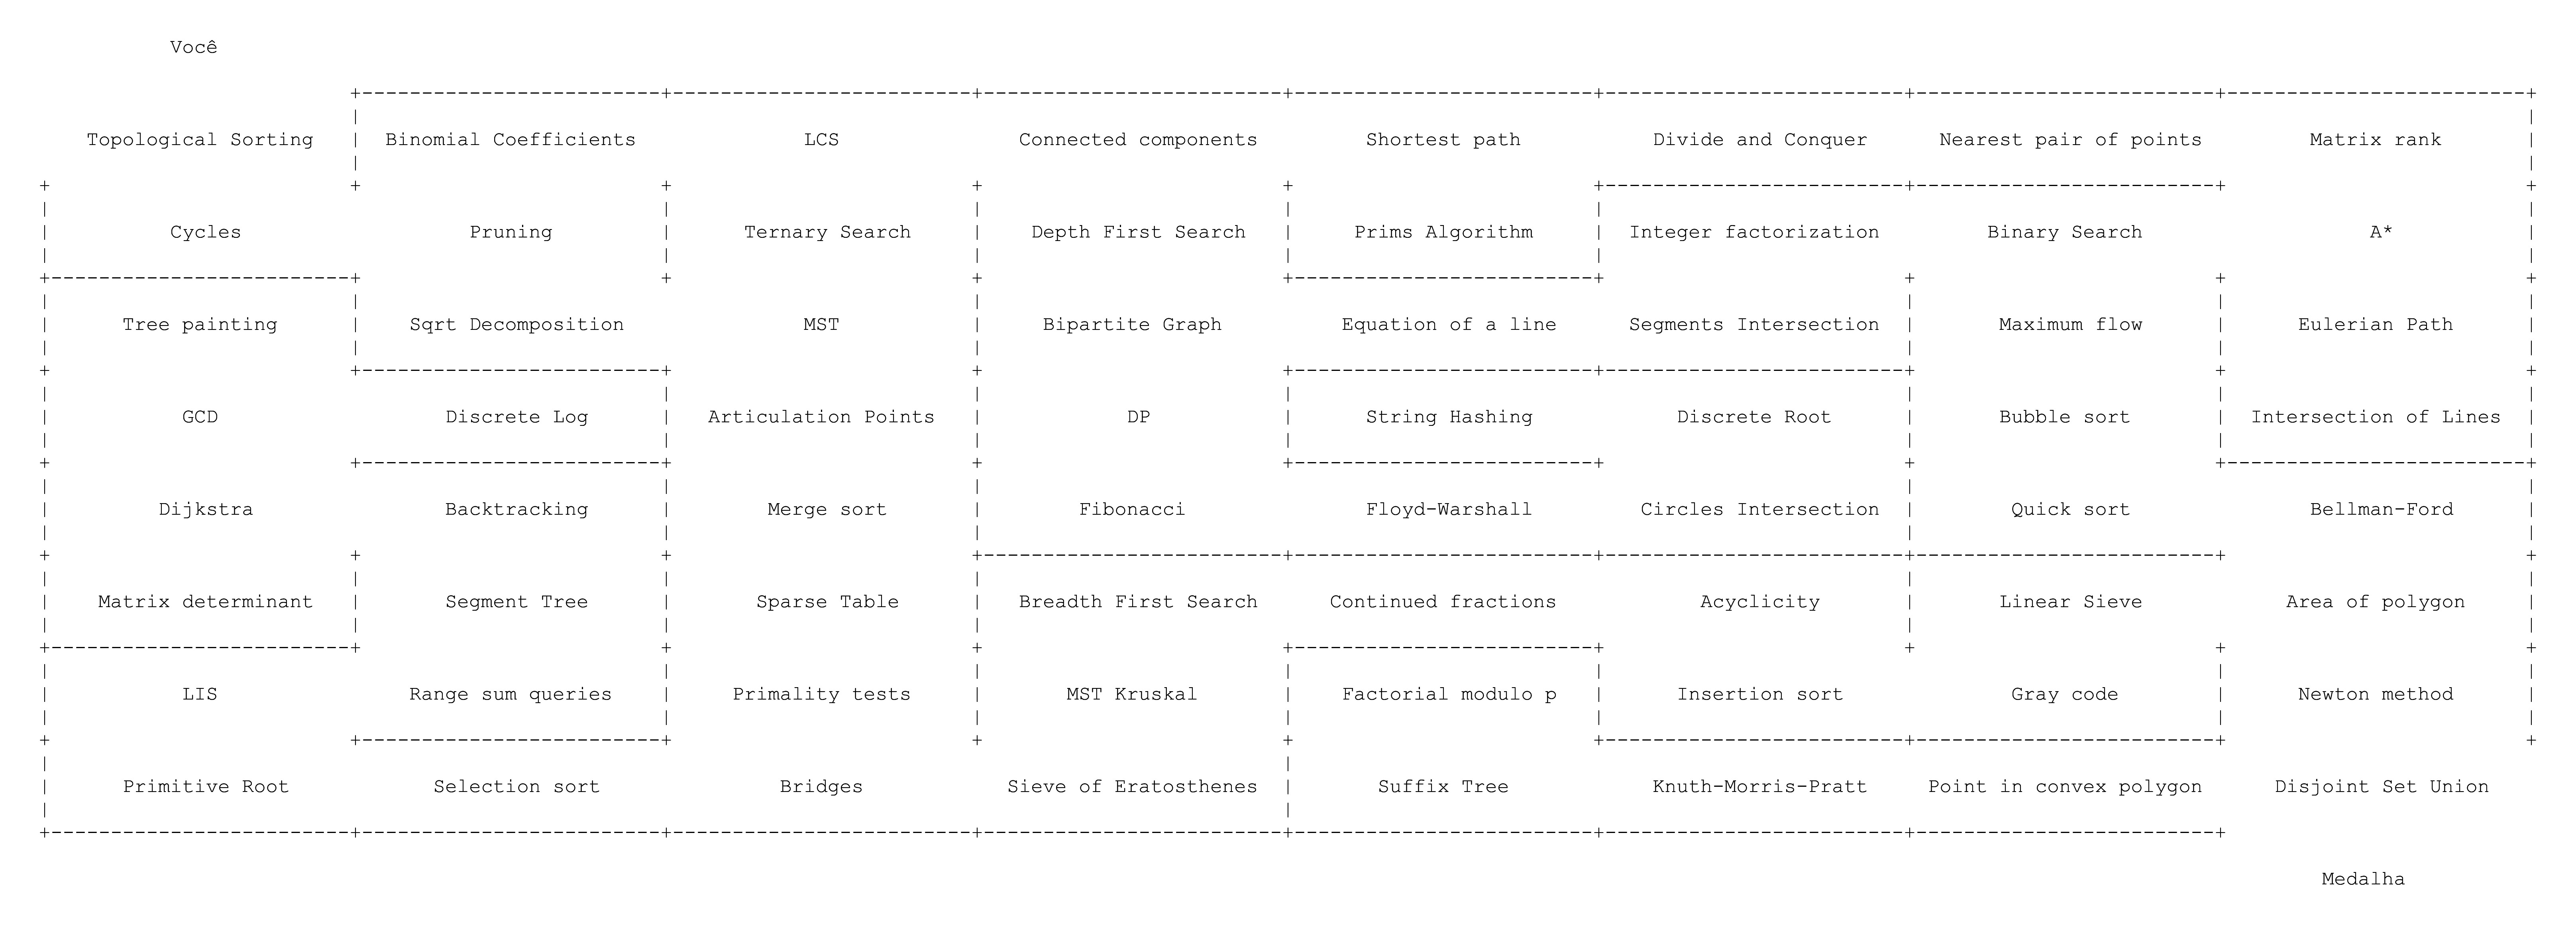 Você
Topological Sorting Binomial Coefficients LCS Connected components Shortest path Divide and Conquer Nearest pair of points Matrix rank
Cycles Pruning Ternary Search Depth First Search Prims Algorithm Integer factorization Binary Search A*
Tree painting Sqrt Decomposition MST Bipartite Graph Equation of a line Segments Intersection Maximum flow Eulerian Path
GCD Discrete Log Articulation Points DP String Hashing Discrete Root Bubble sort Intersection of Lines
Dijkstra Backtracking Merge sort Fibonacci Floyd-Warshall Circles Intersection Quick sort Bellman-Ford
Matrix determinant Segment Tree Sparse Table Breadth First Search Continued fractions Acyclicity Linear Sieve Area of polygon
LIS Range sum queries Primality tests MST Kruskal Factorial modulo p Insertion sort Gray code Newton method
Primitive Root Selection sort Bridges Sieve of Eratosthenes Suffix Tree Knuth-Morris-Pratt Point in convex polygon Disjoint Set Union
Medalha